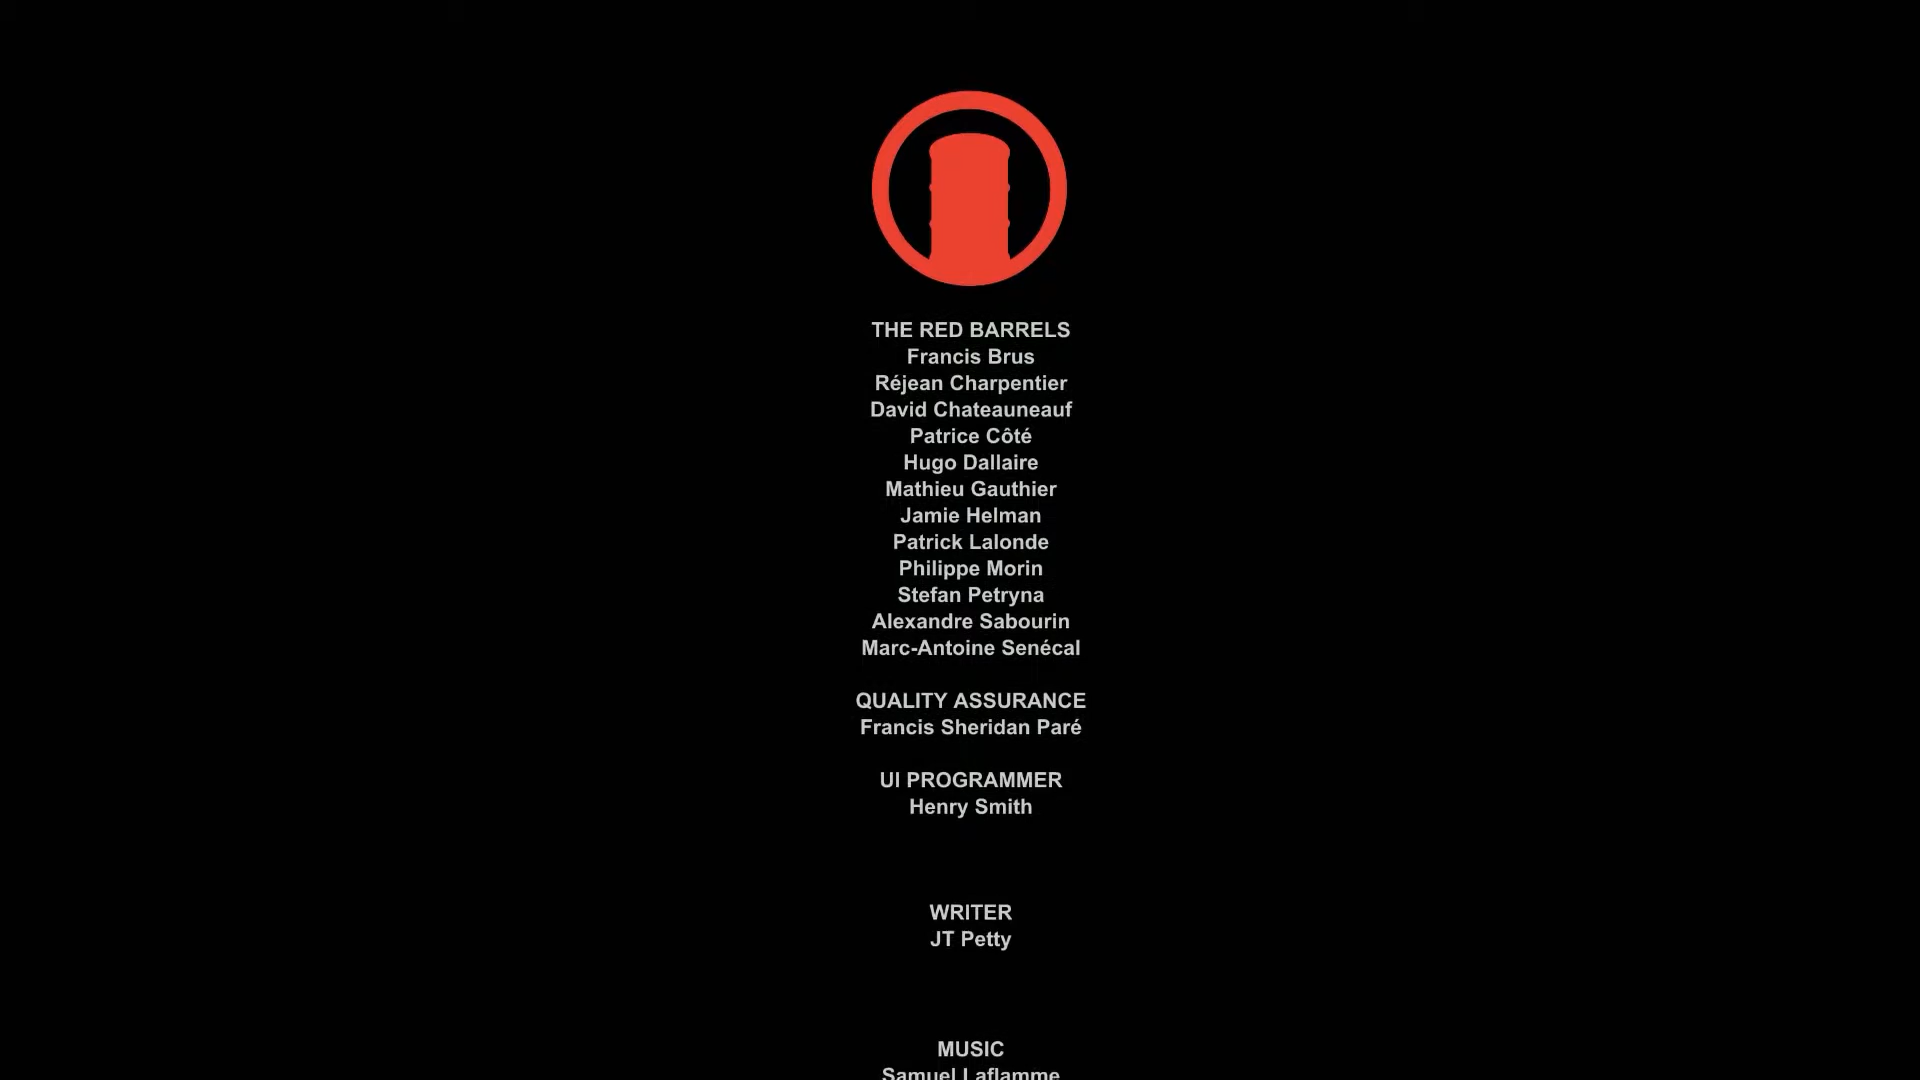 THE RED BARRELS
Francis Brus
Réjean Charpentier
David Chateauneuf
Patrice Côté
Hugo Dallaire
Mathieu Gauthier
Jamie Helman
Patrick Lalonde
Philippe Morin
Stefan Petryna
Alexandre Sabourin
Marc-Antoine Senécal
QUALITY ASSURANCE
Francis Sheridan Paré
UI PROGRAMMER
Henry Smith
WRITER
JT Petty
MUSIC
Samuel Laflamme